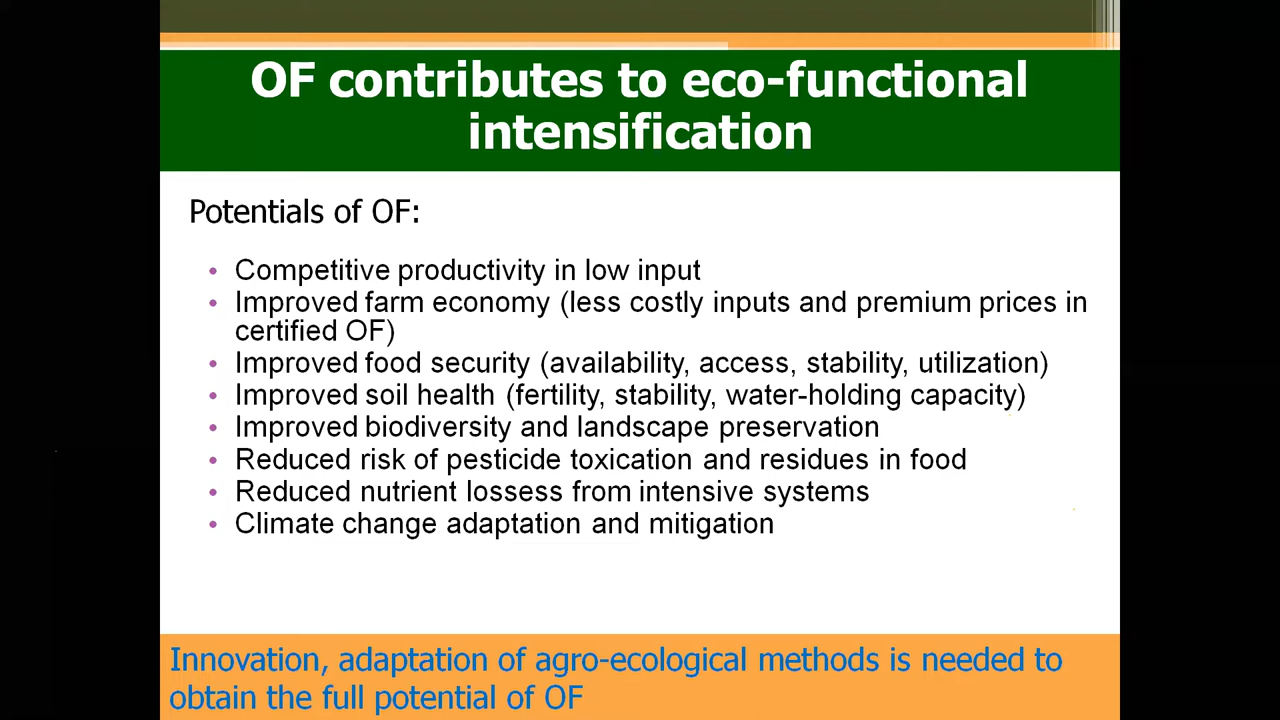 OF contributes to eco-functional
intensification
Potentials of OF:
• Competitive productivity in low input
• Improved farm economy (less costly inputs and premium prices in
certified OF)
• Improved food security (availability, access, stability, utilization)
• Improved soil health (fertility, stability, water-holding capacity)
• Improved biodiversity and landscape preservation
• Reduced risk of pesticide toxication and residues in food
• Reduced nutrient lossess from intensive systems
• Climate change adaptation and mitigation
Innovation, adaptation of agro-ecological methods is needed to
obtain the full potential of OF